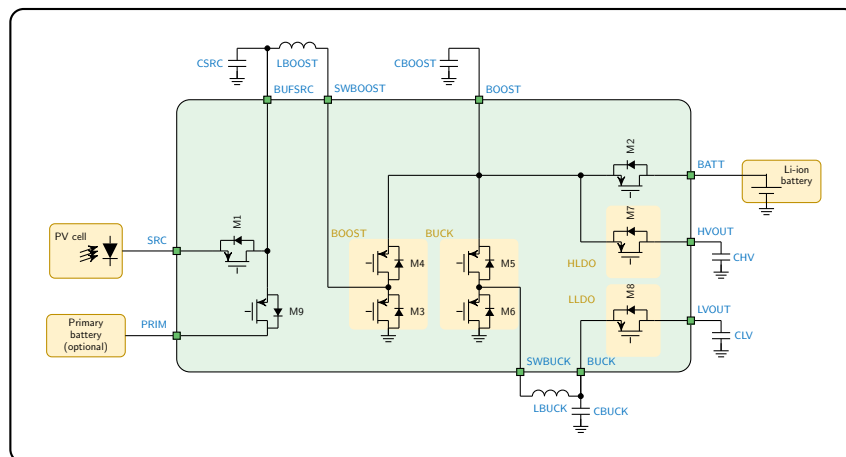 CSRC
LBOOST
CBOOST
BUFSRC
SWBOOST
BOOST
M2
BATT
Li-ion
battery
PV cell
SRC
M1
BOOST
BUCK
M7
HVOUT
M4
M5
HLDO
CHV
LLDO
M8
LVOUT
Primary
battery
(optional)
PRIM
M9
M3
M6
CLV
SWBUCK
BUCK
LBUCK
CBUCK